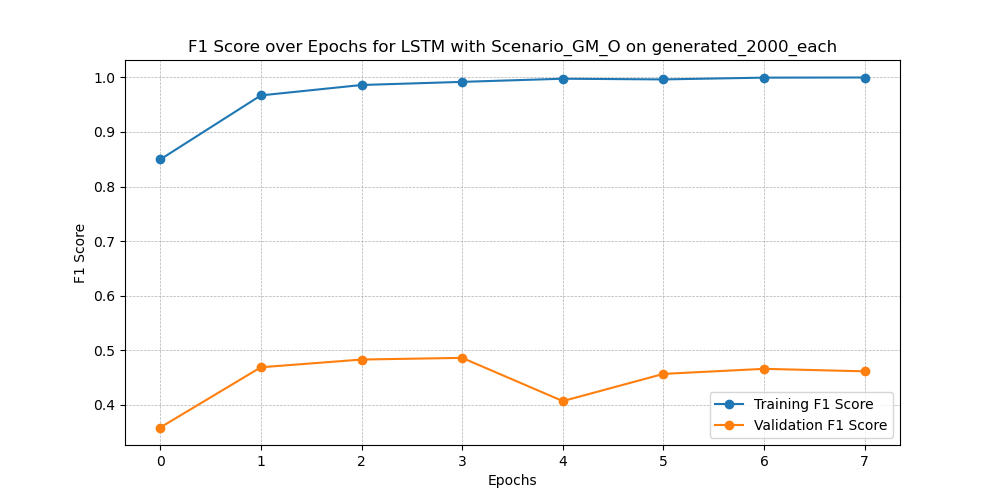 F1 Score over Epochs for LSTM with Scenario_GM_O on generated_2000_each
1.0
0.9
0.8
0.7
0.6
0.5
0.4
F1 Score
Training F1 Score
Validation F1 Score
0 1 2 3 4 5 6 7
Epochs